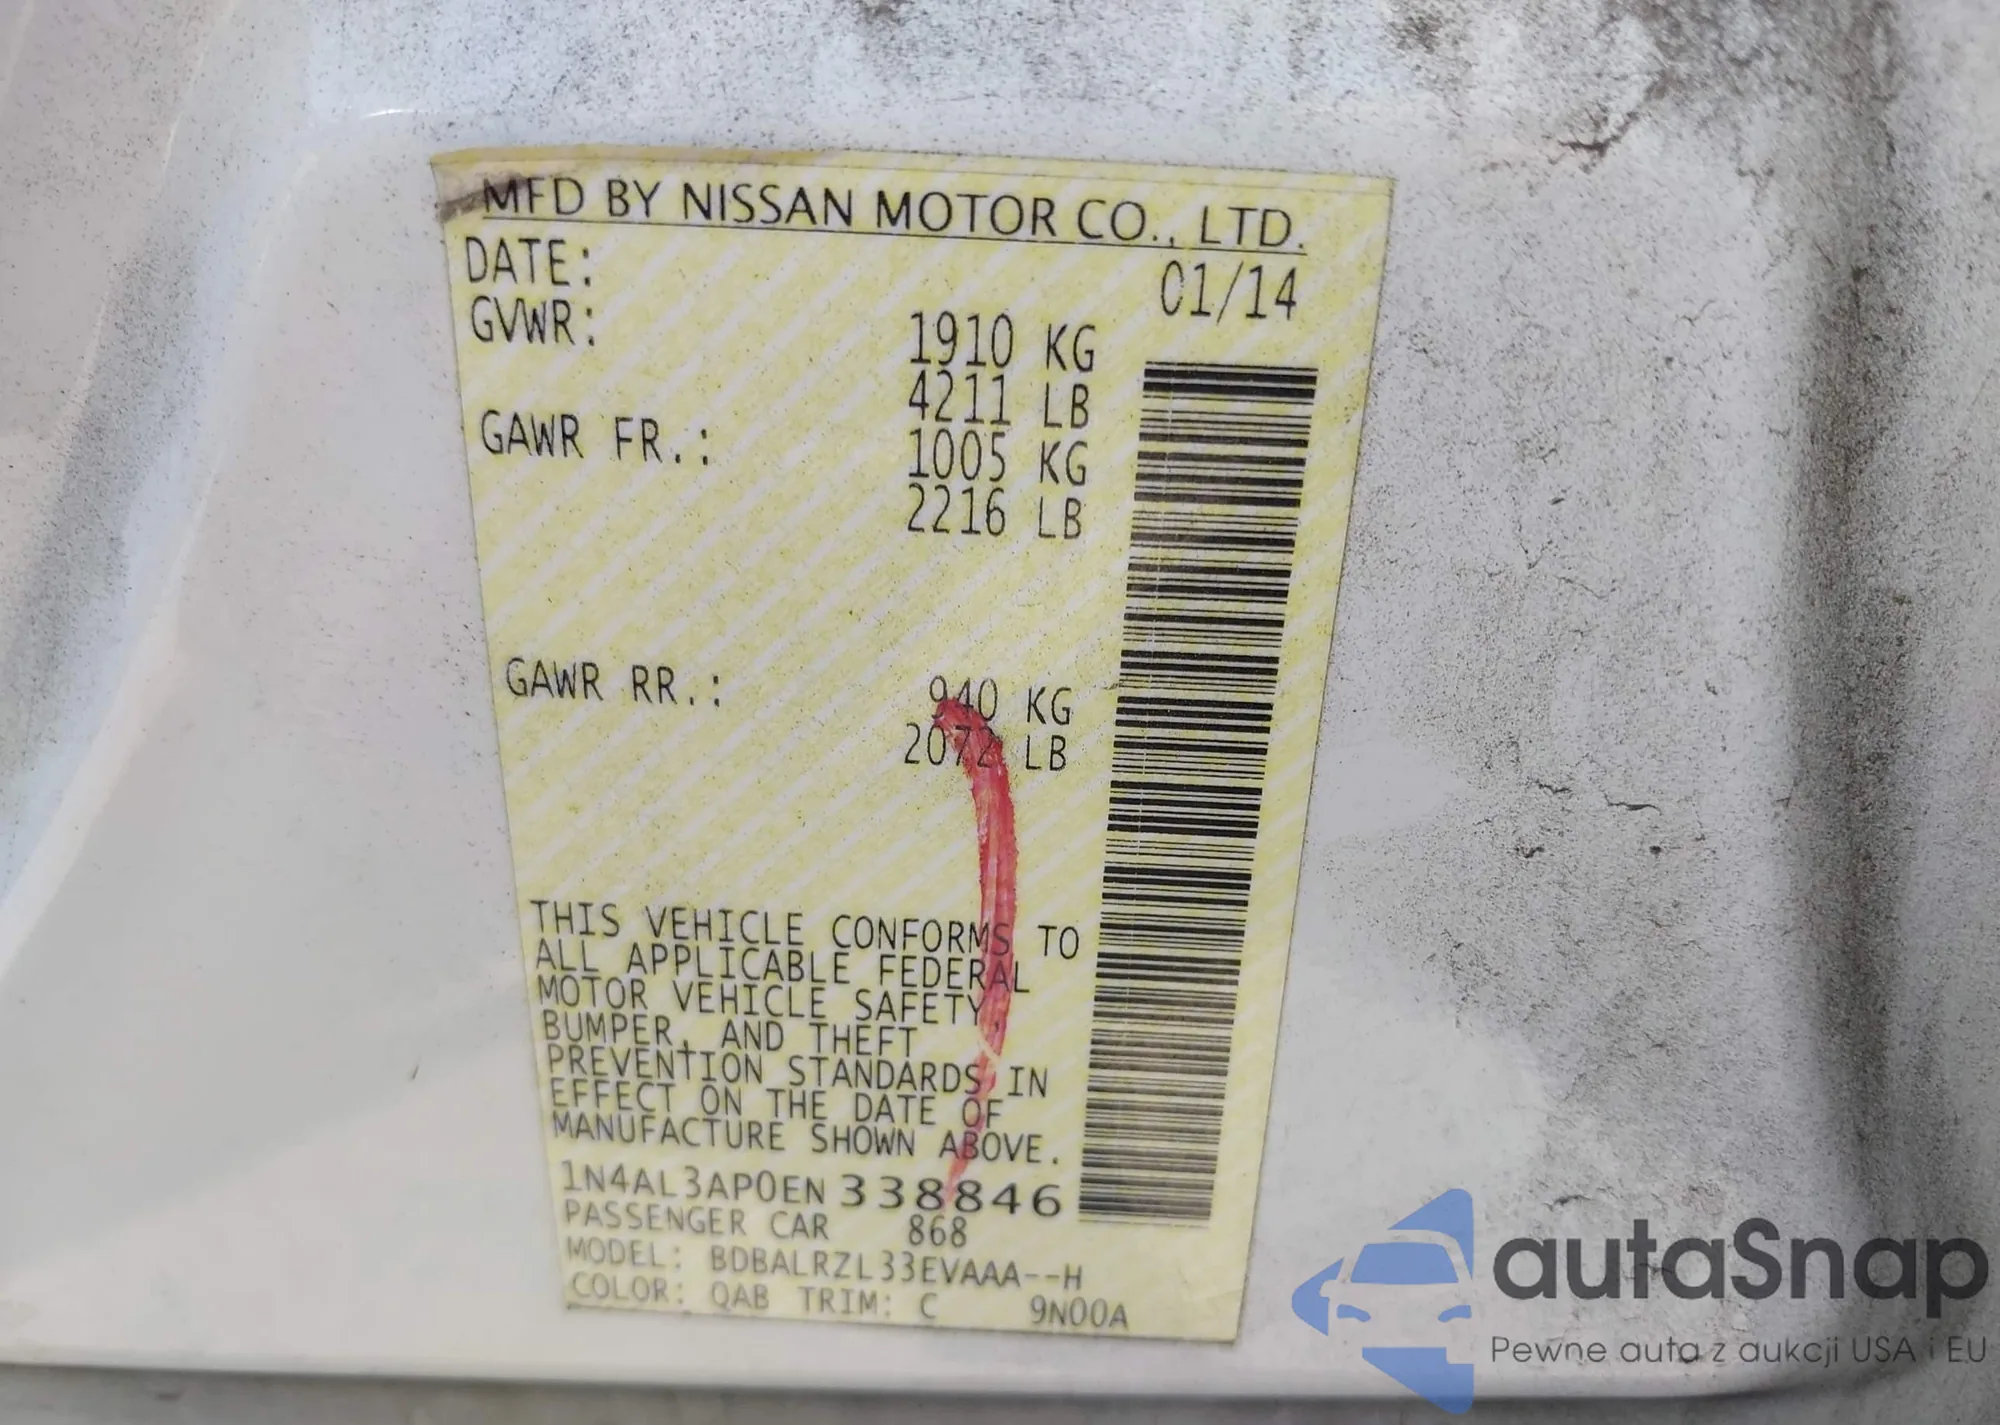 MFD BY NISSAN MOTOR CO., LTD.
DATE: 01/14
GVWR: 1910 KG
4211 LB
GAWR FR.: 1005 KG
2216 LB
GAWR RR.: 940 KG
2072 LB
THIS VEHICLE CONFORMS TO
ALL APPLICABLE FEDERAL
MOTOR VEHICLE SAFETY,
BUMPER, AND THEFT
PREVENTION STANDARDS IN
EFFECT ON THE DATE OF
MANUFACTURE SHOWN ABOVE.
1N4AL3AP0EN338846
PASSENGER CAR 868
MODEL: BDBALRZL33EVAAA--H
COLOR: QAB TRIM: C 9N00A
autaSnap
Pewne auta z aukcji USA i EU